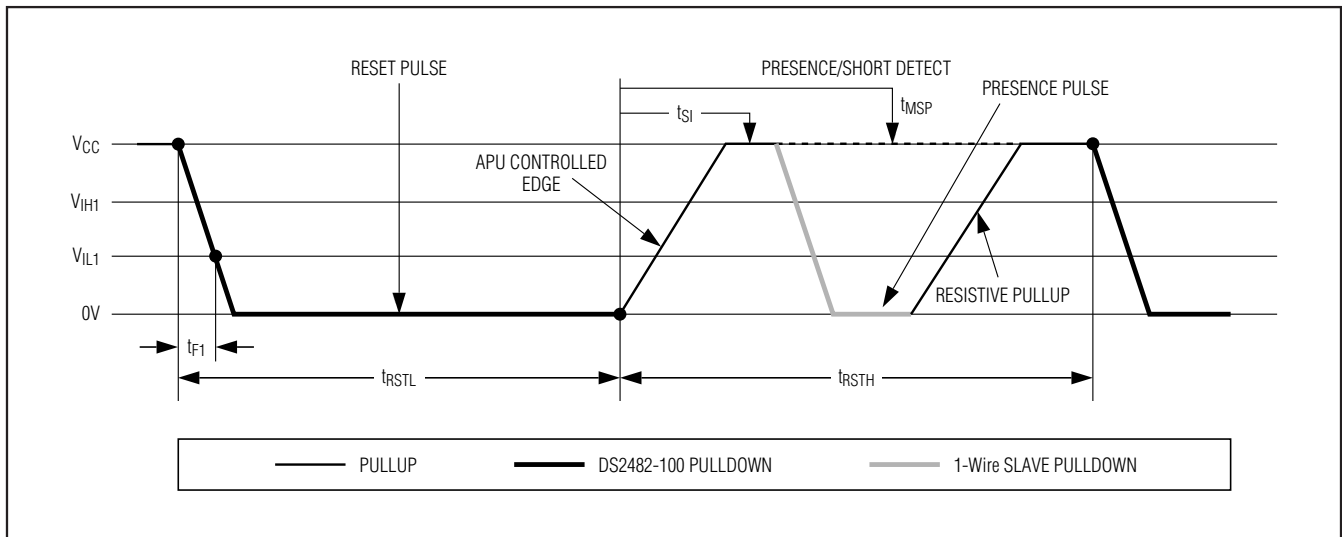 RESET PULSE
PRESENCE/SHORT DETECT
PRESENCE PULSE
tMSP
tSI
VCC
APU CONTROLLED
EDGE
VIH1
VIL1
RESISTIVE PULLUP
0V
tF1
tRSTL
tRSTH
PULLUP
DS2482-100 PULLDOWN
1-Wire SLAVE PULLDOWN